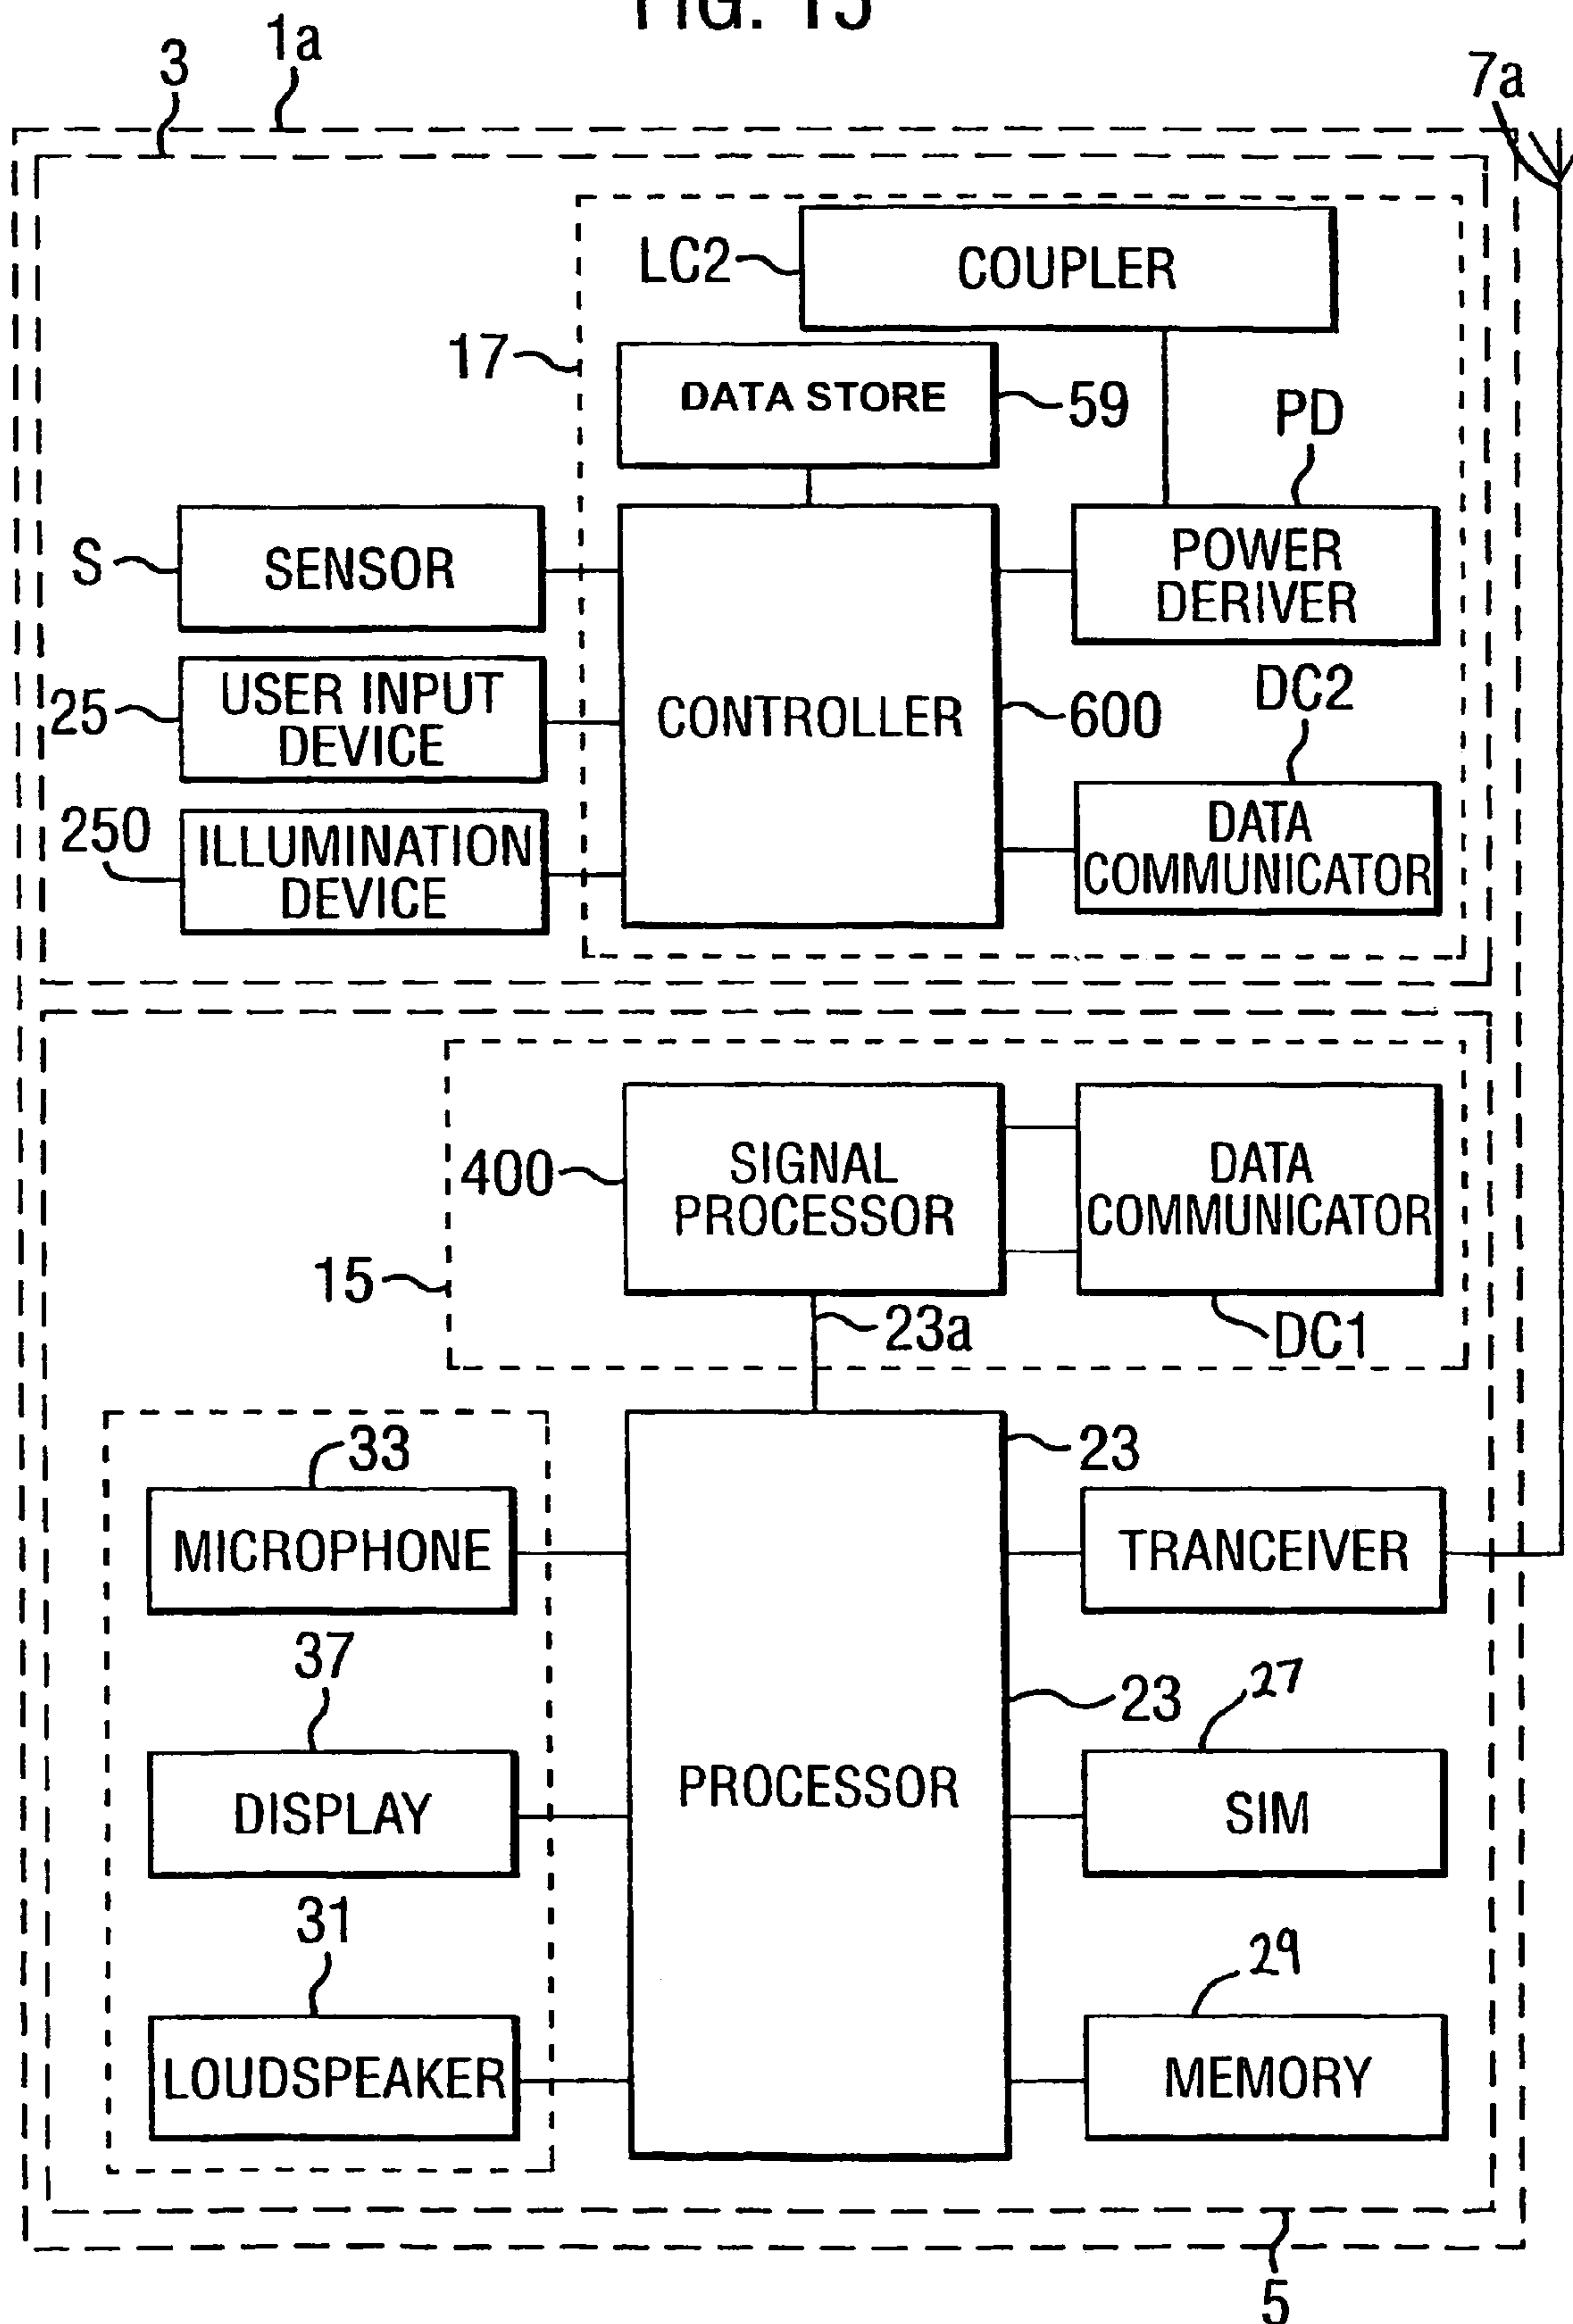 FIG. 15
1a
3
7a
LC2
COUPLER
17
DATA STORE
59
PD
S
SENSOR
POWER
DERIVER
25
USER INPUT
DEVICE
CONTROLLER
600
DC2
250
ILLUMINATION
DEVICE
DATA
COMMUNICATOR
400
SIGNAL
PROCESSOR
DATA
COMMUNICATOR
15
23a
DC1
33
23
MICROPHONE
TRANCEIVER
37
27
23
DISPLAY
PROCESSOR
SIM
31
29
LOUDSPEAKER
MEMORY
5